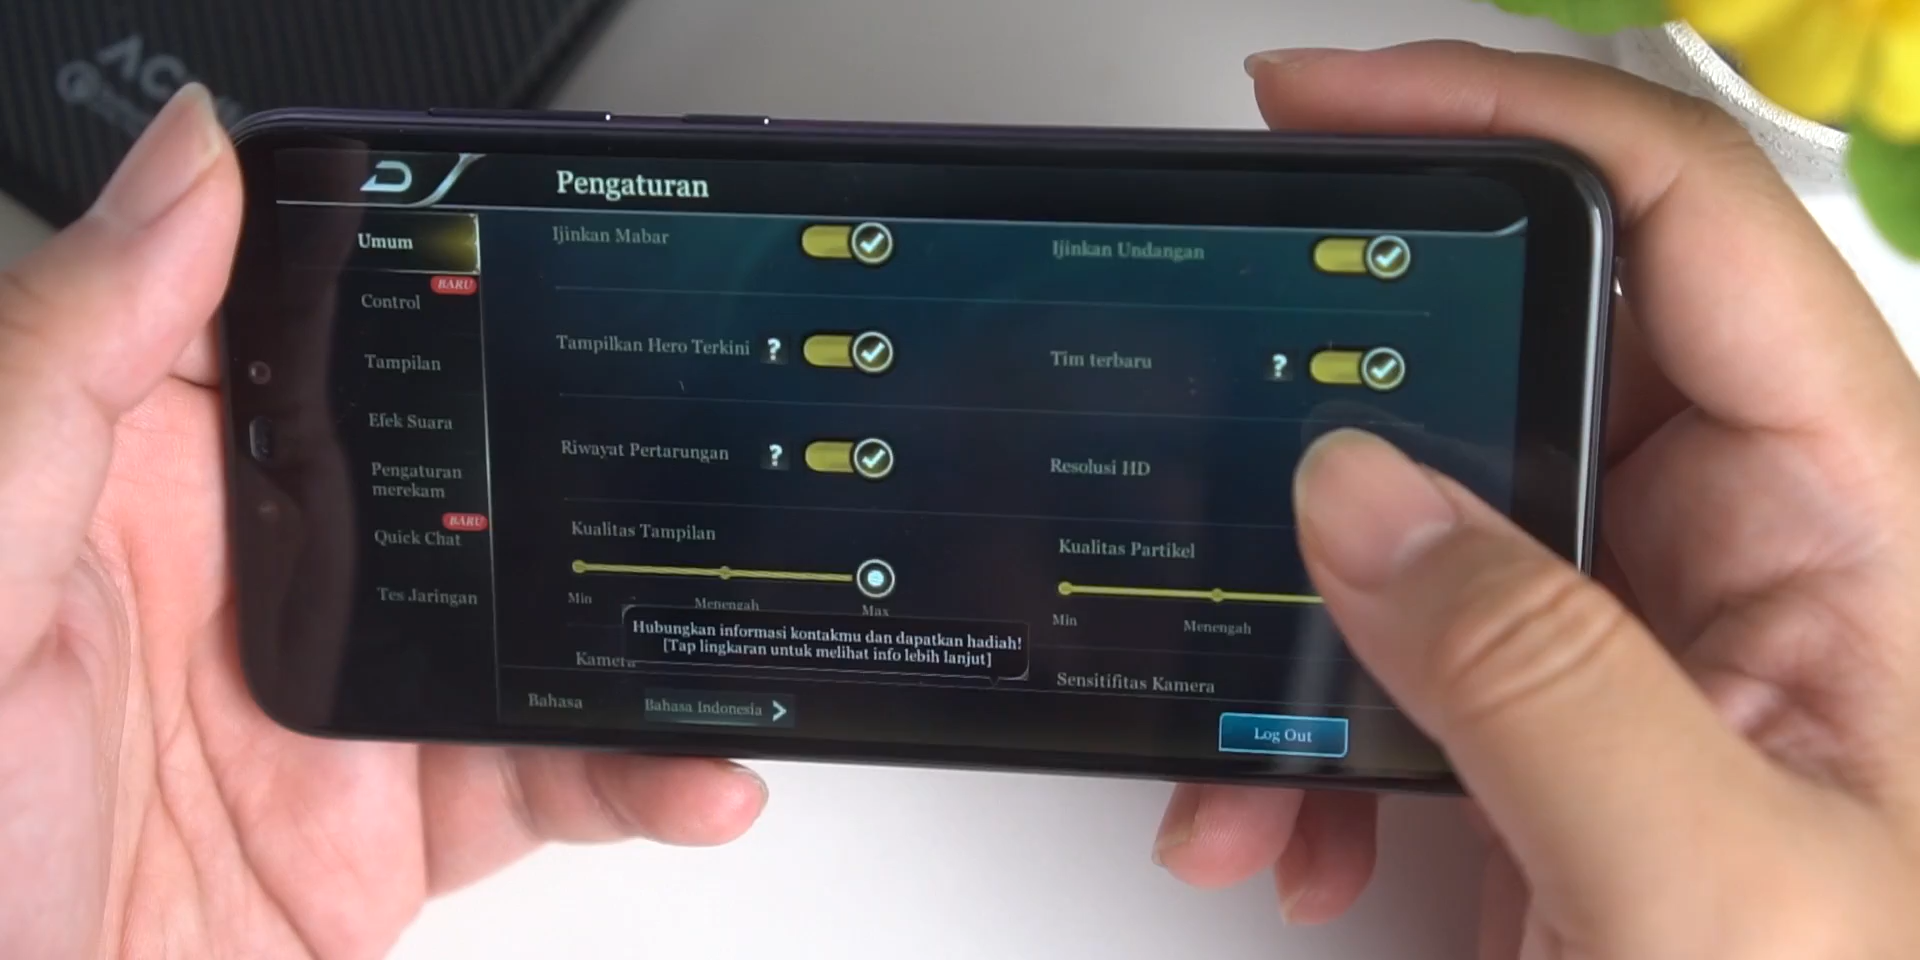 Pengaturan
Umum
BARU
Control
Tampilan
Efek Suara
Pengaturan
merekam
BARU
Quick Chat
Tes Jaringan
Ijinkan Mabar
Ijinkan Undangan
Tampilkan Hero Terkini ?
Tim terbaru ?
Riwayat Pertarungan ?
Resolusi HD
Kualitas Tampilan
Min Menengah Max
Kualitas Partikel
Min Menengah
Hubungkan informasi kontakmu dan dapatkan hadiah!
[Tap lingkaran untuk melihat info lebih lanjut]
Sensitifitas Kamera
Bahasa
Bahasa Indonesia
Log Out